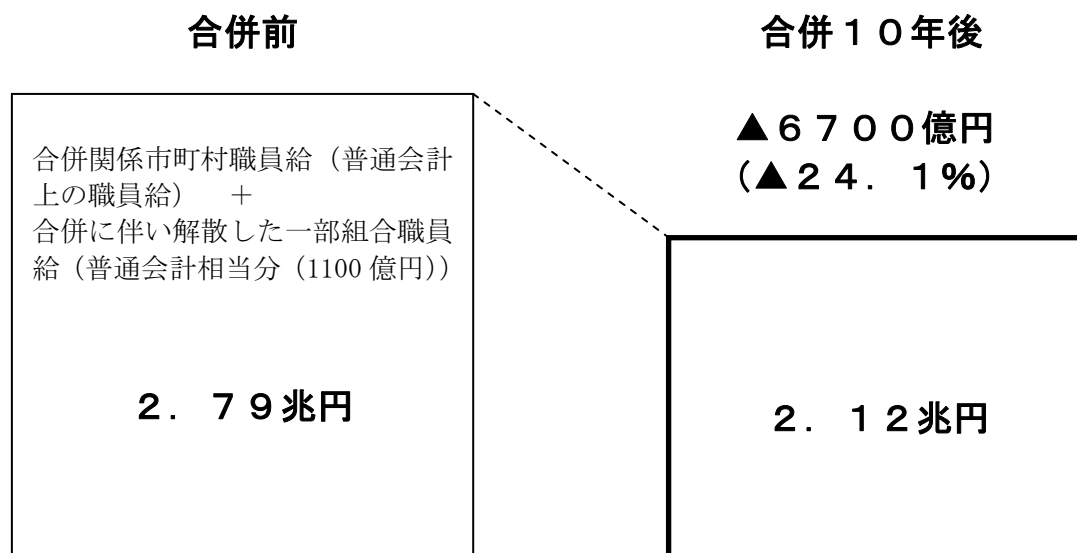 合併前
合併１０年後
▲６７００億円
（▲２４．１％）
合併関係市町村職員給（普通会計
上の職員給）　＋
合併に伴い解散した一部組合職員
給（普通会計相当分（1100 億円））
２．７９兆円
２．１２兆円